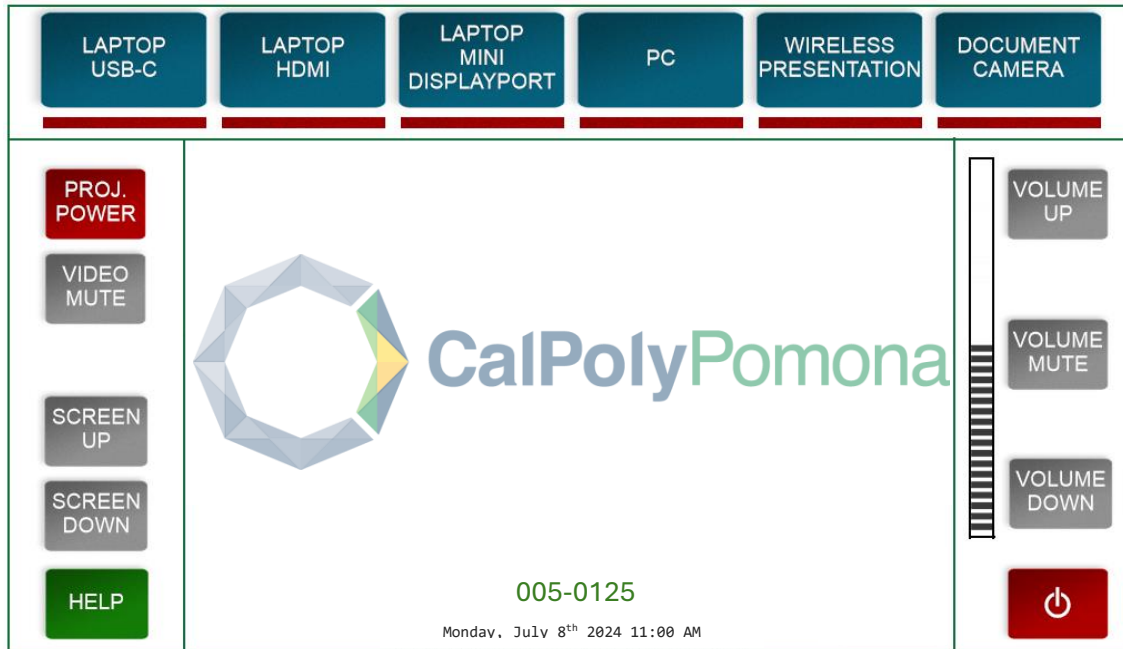 LAPTOP
USB-C
LAPTOP
HDMI
LAPTOP
MINI
DISPLAYPORT
PC
WIRELESS
PRESENTATION
DOCUMENT
CAMERA
PROJ.
POWER
VIDEO
MUTE
SCREEN
UP
SCREEN
DOWN
HELP
CalPolyPomona
005-0125
Monday, July 8th 2024 11:00 AM
VOLUME
UP
VOLUME
MUTE
VOLUME
DOWN